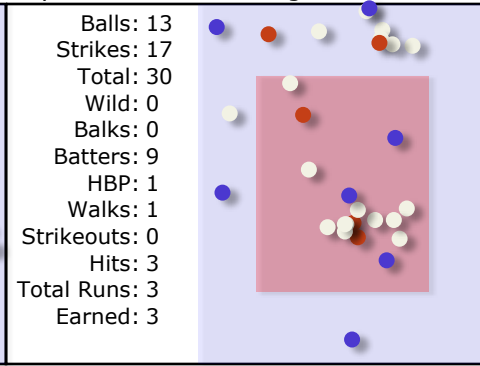 Balls: 13
Strikes: 17
Total: 30
Wild: 0
Balks: 0
Batters: 9
HBP: 1
Walks: 1
Strikeouts: 0
Hits: 3
Total Runs: 3
Earned: 3